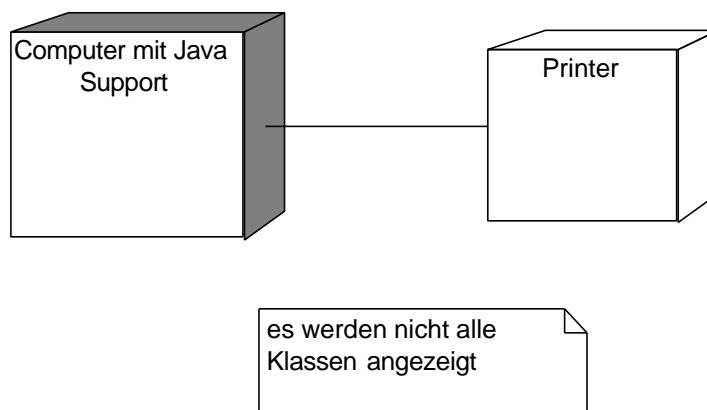 Computer mit Java
Support
Printer
es werden nicht alle
Klassen angezeigt